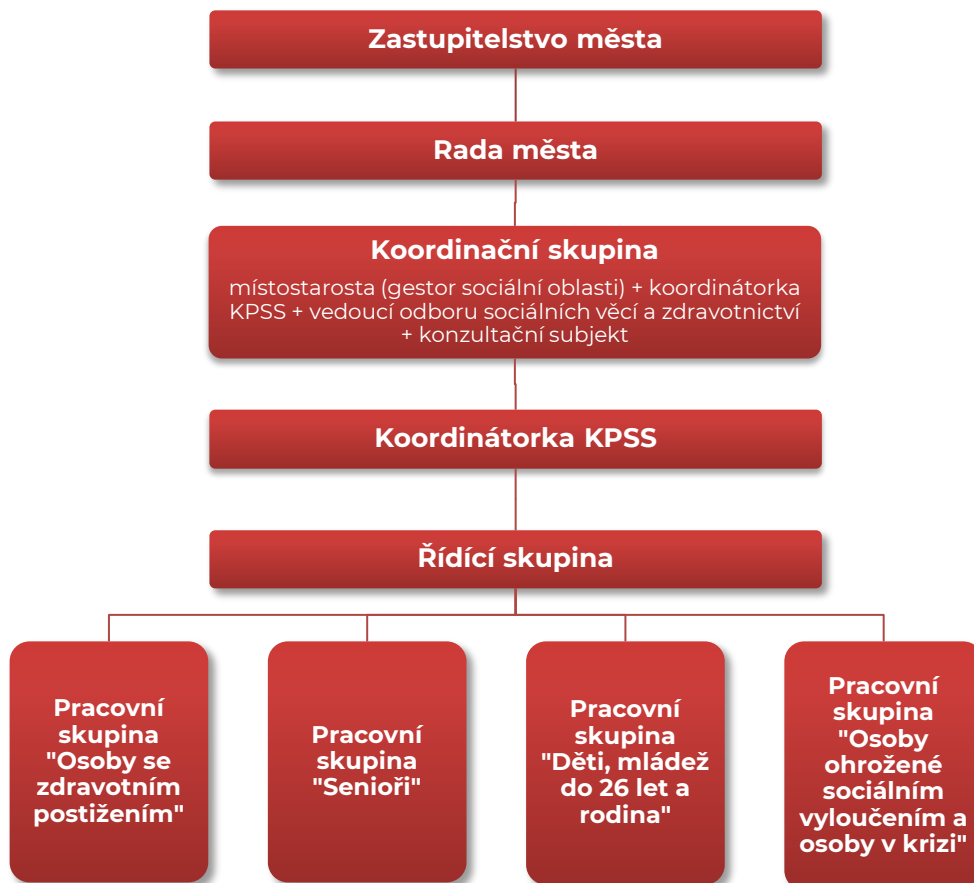 Zastupitelstvo města
Rada města
Koordinační skupina
místostarosta (gestor sociální oblasti) + koordinátorka
KPSS + vedoucí odboru sociálních věcí a zdravotnictví
+ konzultační subjekt
Koordinátorka KPSS
Řídící skupina
Pracovní
skupina
"Osoby se
zdravotním
postižením"
Pracovní
skupina
"Senioři"
Pracovní
skupina
"Děti, mládež
do 26 let a
rodina"
Pracovní
skupina
"Osoby
ohrožené
sociálním
vyloučením a
osoby v krizi"